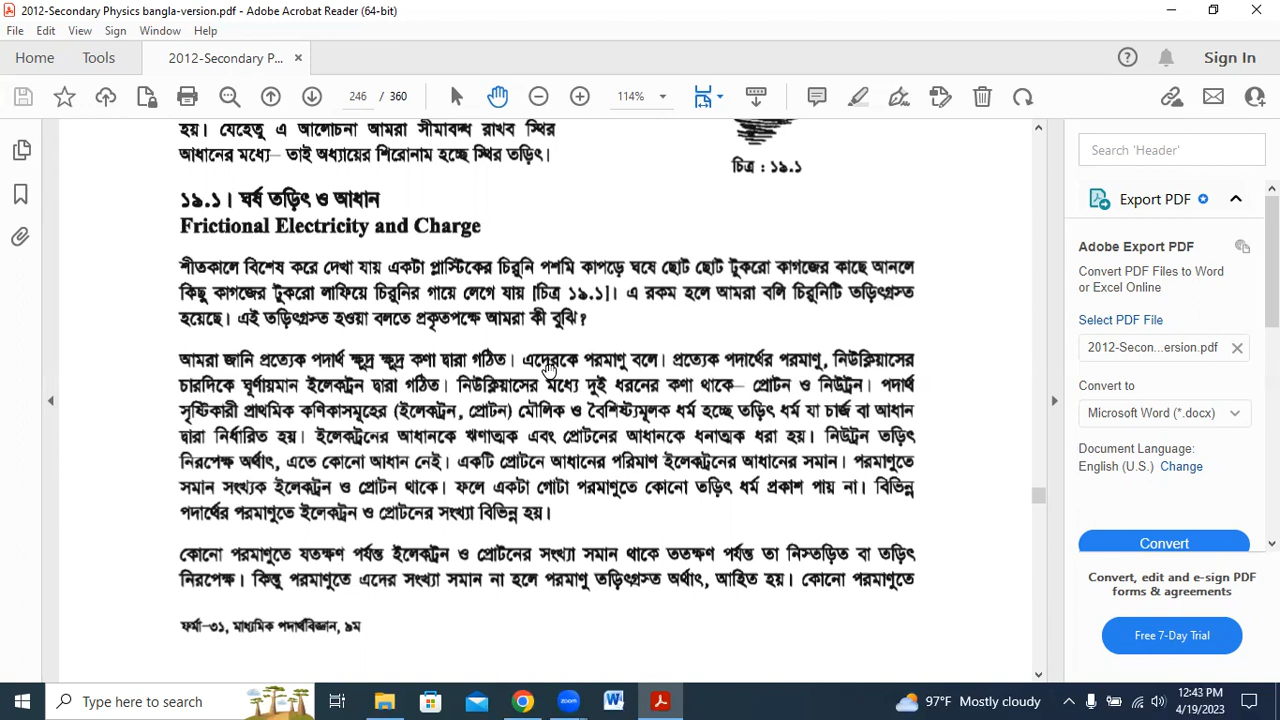 2012-Secondary Physics bangla-version.pdf - Adobe Acrobat Reader (64-bit)
File Edit View Sign Window Help
Home Tools 2012-Secondary P... × Sign In
246 / 360 114%
হয়। যেহেতু এ আলোচনা আমরা সীমাবদ্ধ রাখব স্থির
আধানের মধ্যে– তাই অধ্যায়ের শিরোনাম হচ্ছে স্থির তড়িৎ।
চিত্র : ১৯.১
১৯.১। ঘর্ষ তড়িৎ ও আধান
Frictional Electricity and Charge
শীতকালে বিশেষ করে দেখা যায় একটা প্লাস্টিকের চিরুনি পশমি কাপড়ে ঘষে ছোট ছোট টুকরো কাগজের কাছে আনলে
কিছু কাগজের টুকরো লাফিয়ে চিরুনির গায়ে লেগে যায় [চিত্র ১৯.১]। এ রকম হলে আমরা বলি চিরুনিটি তড়িৎগ্রস্ত
হয়েছে। এই তড়িৎগ্রস্ত হওয়া বলতে প্রকৃতপক্ষে আমরা কী বুঝি?
আমরা জানি প্রত্যেক পদার্থ ক্ষুদ্র ক্ষুদ্র কণা দ্বারা গঠিত। এদেরকে পরমাণু বলে। প্রত্যেক পদার্থের পরমাণু, নিউক্লিয়াসের
চারদিকে ঘূর্ণায়মান ইলেকট্রন দ্বারা গঠিত। নিউক্লিয়াসের মধ্যে দুই ধরনের কণা থাকে– প্রোটন ও নিউট্রন। পদার্থ
সৃষ্টিকারী প্রাথমিক কণিকাসমূহের (ইলেকট্রন, প্রোটন) মৌলিক ও বৈশিষ্ট্যমূলক ধর্ম হচ্ছে তড়িৎ ধর্ম যা চার্জ বা আধান
দ্বারা নির্ধারিত হয়। ইলেকট্রনের আধানকে ঋণাত্মক এবং প্রোটনের আধানকে ধনাত্মক ধরা হয়। নিউট্রন তড়িৎ
নিরপেক্ষ অর্থাৎ, এতে কোনো আধান নেই। একটি প্রোটনে আধানের পরিমাণ ইলেকট্রনের আধানের সমান। পরমাণুতে
সমান সংখ্যক ইলেকট্রন ও প্রোটন থাকে। ফলে একটা গোটা পরমাণুতে কোনো তড়িৎ ধর্ম প্রকাশ পায় না। বিভিন্ন
পদার্থের পরমাণুতে ইলেকট্রন ও প্রোটনের সংখ্যা বিভিন্ন হয়।
কোনো পরমাণুতে যতক্ষণ পর্যন্ত ইলেকট্রন ও প্রোটনের সংখ্যা সমান থাকে ততক্ষণ পর্যন্ত তা নিস্তড়িত বা তড়িৎ
নিরপেক্ষ। কিন্তু পরমাণুতে এদের সংখ্যা সমান না হলে পরমাণু তড়িৎগ্রস্ত অর্থাৎ, আহিত হয়। কোনো পরমাণুতে
ফর্মা-৩১, মাধ্যমিক পদার্থবিজ্ঞান, ৯ম
Search 'Header'
Export PDF
Adobe Export PDF
Convert PDF Files to Word
or Excel Online
Select PDF File
2012-Secon...ersion.pdf
Convert to
Microsoft Word (*.docx)
Document Language:
English (U.S.) Change
Convert
Convert, edit and e-sign PDF
forms & agreements
Free 7-Day Trial
Type here to search
zoom
97°F Mostly cloudy
12:43 PM
4/19/2023